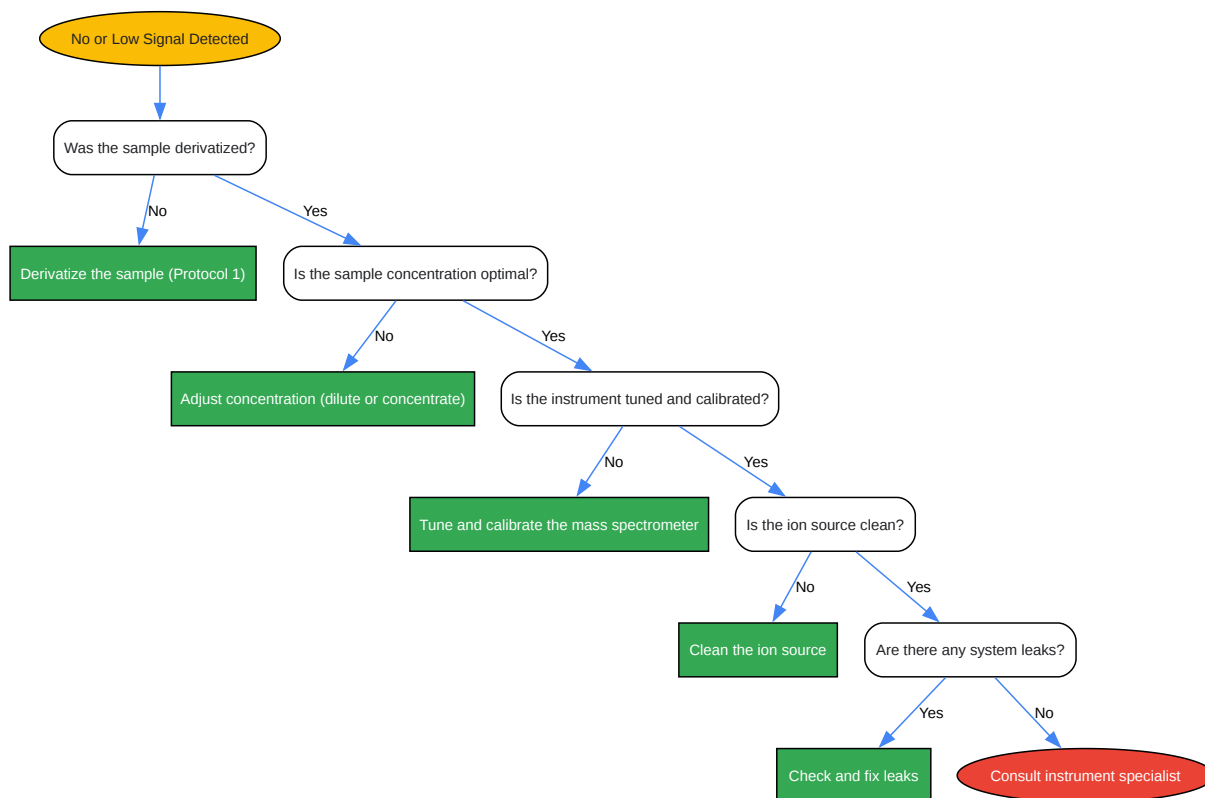 No or Low Signal Detected
Was the sample derivatized?
No
Yes
Derivatize the sample (Protocol 1)
Is the sample concentration optimal?
No
Yes
Adjust concentration (dilute or concentrate)
Is the instrument tuned and calibrated?
No
Yes
Tune and calibrate the mass spectrometer
Is the ion source clean?
No
Yes
Clean the ion source
Are there any system leaks?
Yes
No
Check and fix leaks
Consult instrument specialist